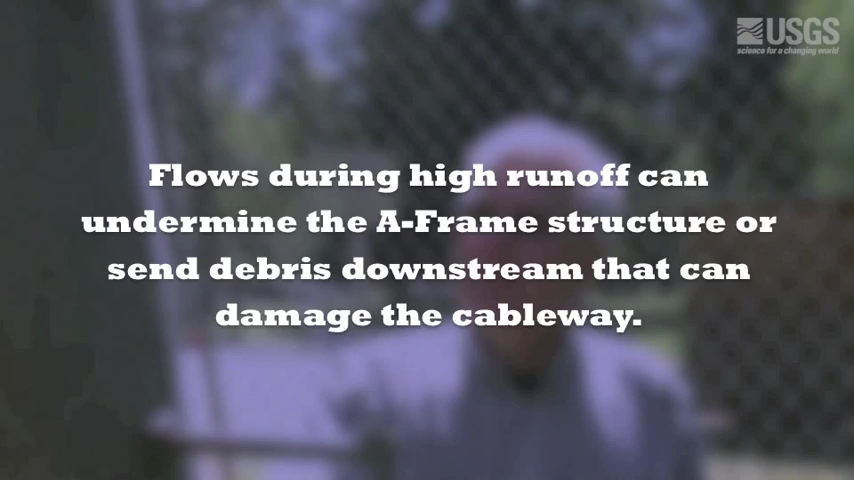 USGS
science for a changing world
Flows during high runoff can
undermine the A-Frame structure or
send debris downstream that can
damage the cableway.